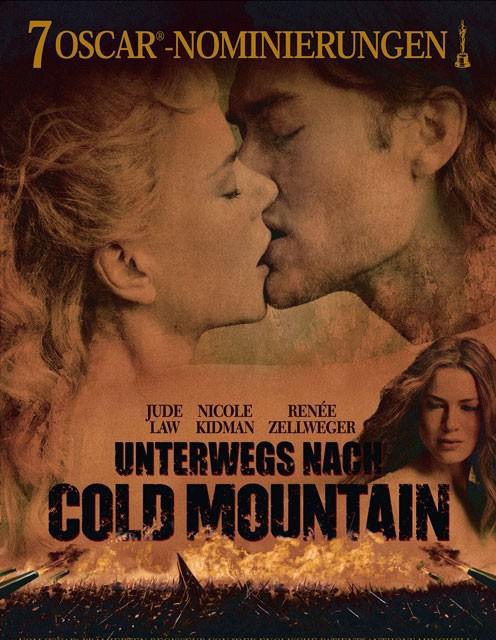 7 OSCAR®-NOMINIERUNGEN
JUDE LAW
NICOLE KIDMAN
RENÉE ZELLWEGER
UNTERWEGS NACH
COLD MOUNTAIN